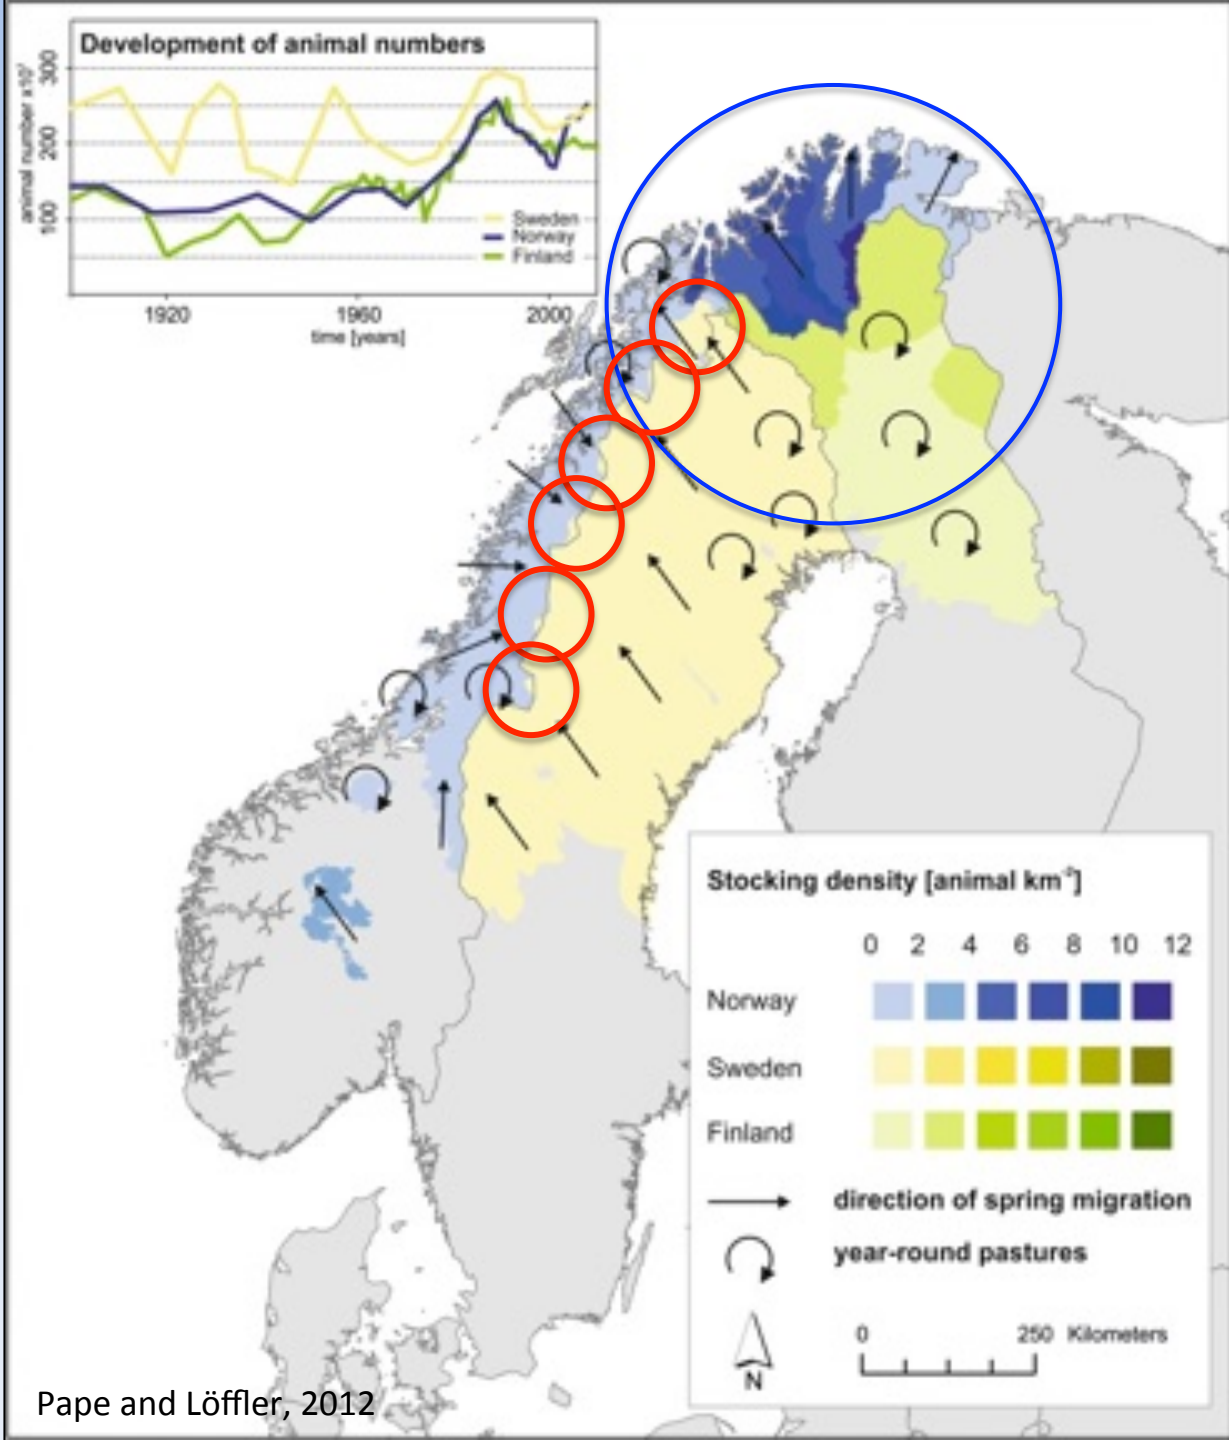 Development of animal numbers
animal number x10³
300
200
100
Sweden
Norway
Finland
1920 1960 2000
time [years]
Stocking density [animal km⁻²]
0 2 4 6 8 10 12
Norway
Sweden
Finland
direction of spring migration
year-round pastures
N
0 250 Kilometers
Pape and Löffler, 2012